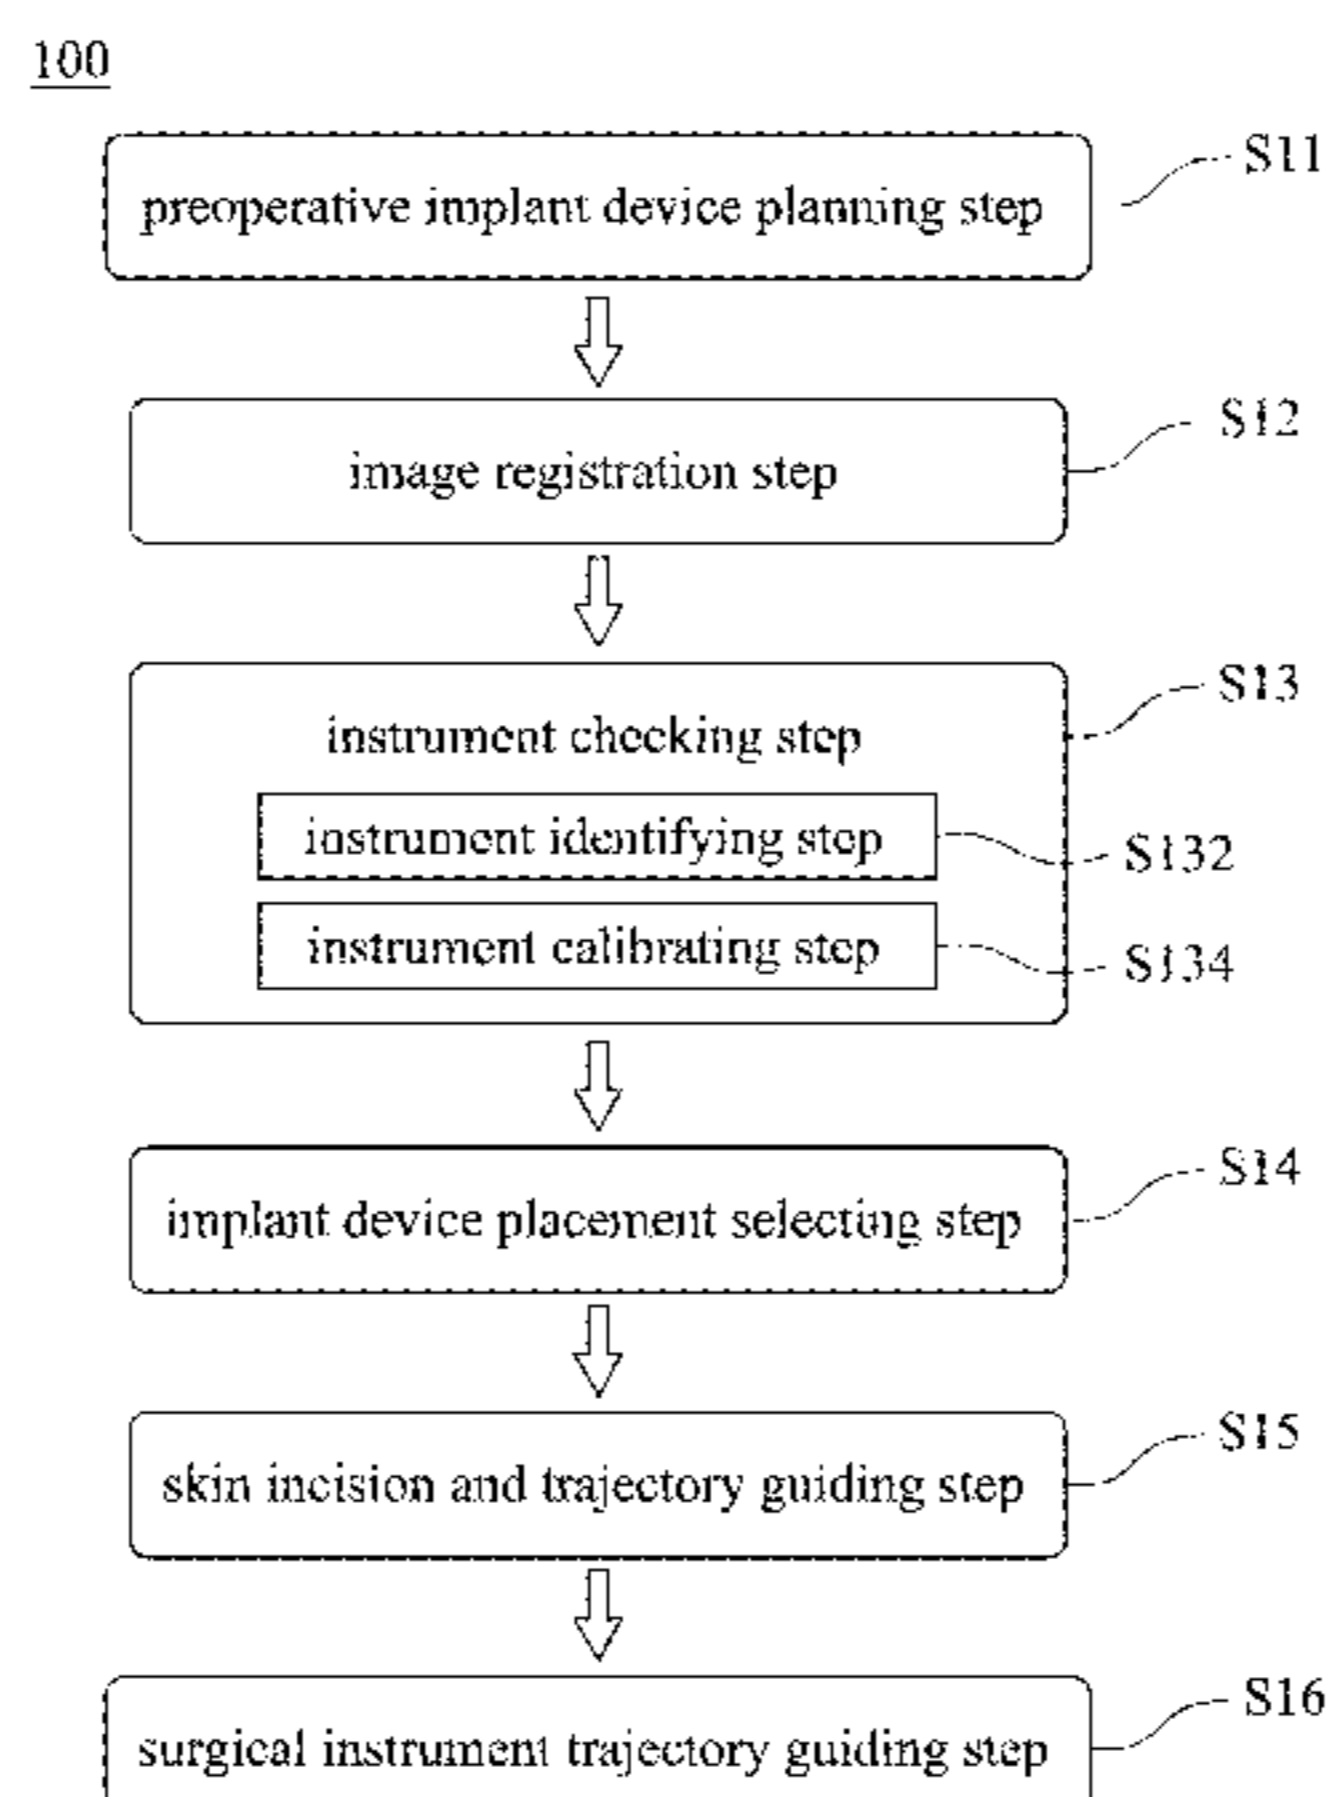 100
preoperative implant device planning step
S11
image registration step
S12
instrument checking step
S13
instrument identifying step
S132
instrument calibrating step
S134
implant device placement selecting step
S14
skin incision and trajectory guiding step
S15
surgical instrument trajectory guiding step
S16